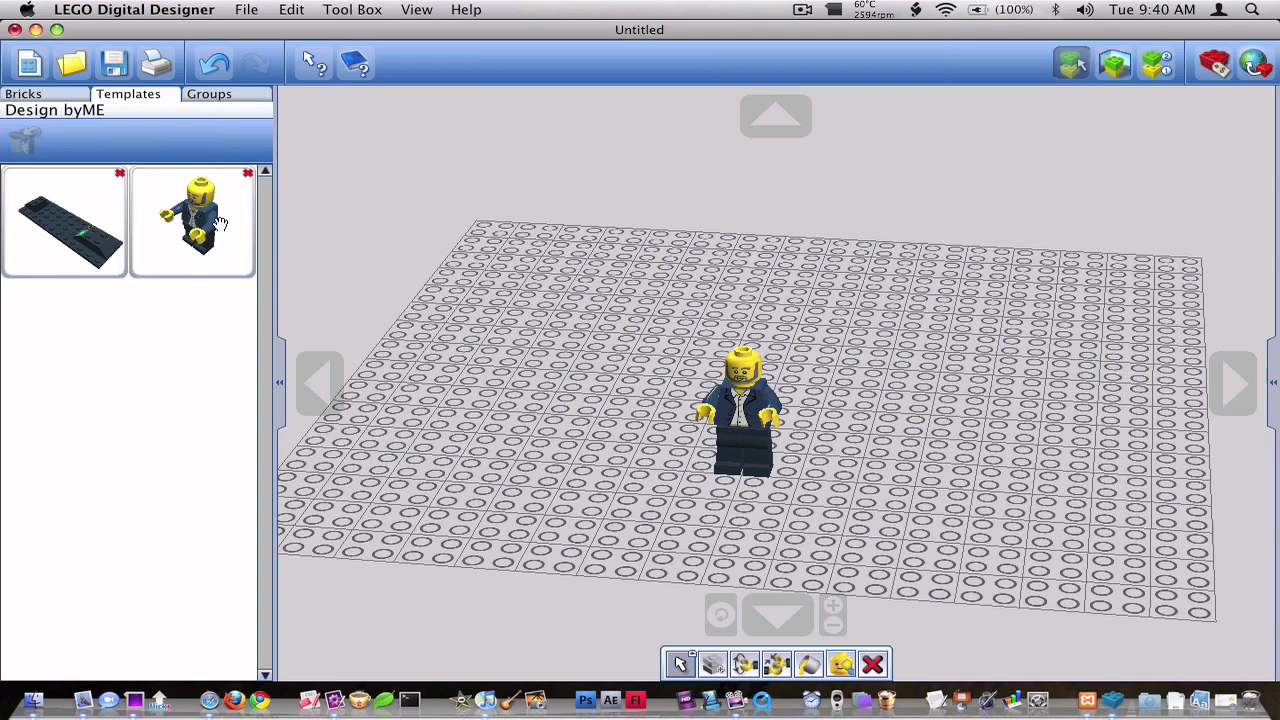 LEGO Digital Designer File Edit Tool Box View Help 60°C 2594rpm (100%) Tue 9:40 AM
Untitled
Bricks Templates Groups
Design byME
Ps Ae Fl